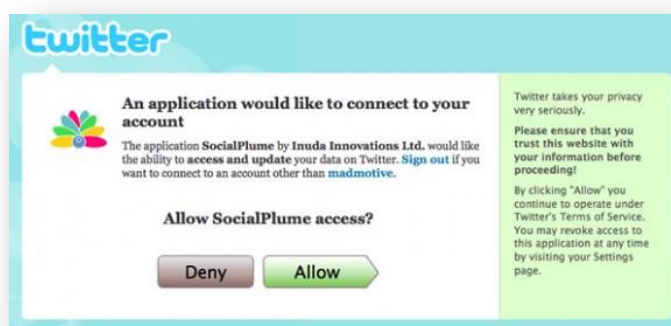 twitter
An application would like to connect to your
account
The application SocialPlume by Inuda Innovations Ltd. would like
the ability to access and update your data on Twitter. Sign out if you
want to connect to an account other than madmotive.
Allow SocialPlume access?
Deny
Allow
Twitter takes your privacy
very seriously.
Please ensure that you
trust this website with
your information before
proceeding!
By clicking "Allow" you
continue to operate under
Twitter's Terms of Service.
You may revoke access to
this application at any time
by visiting your Settings
page.